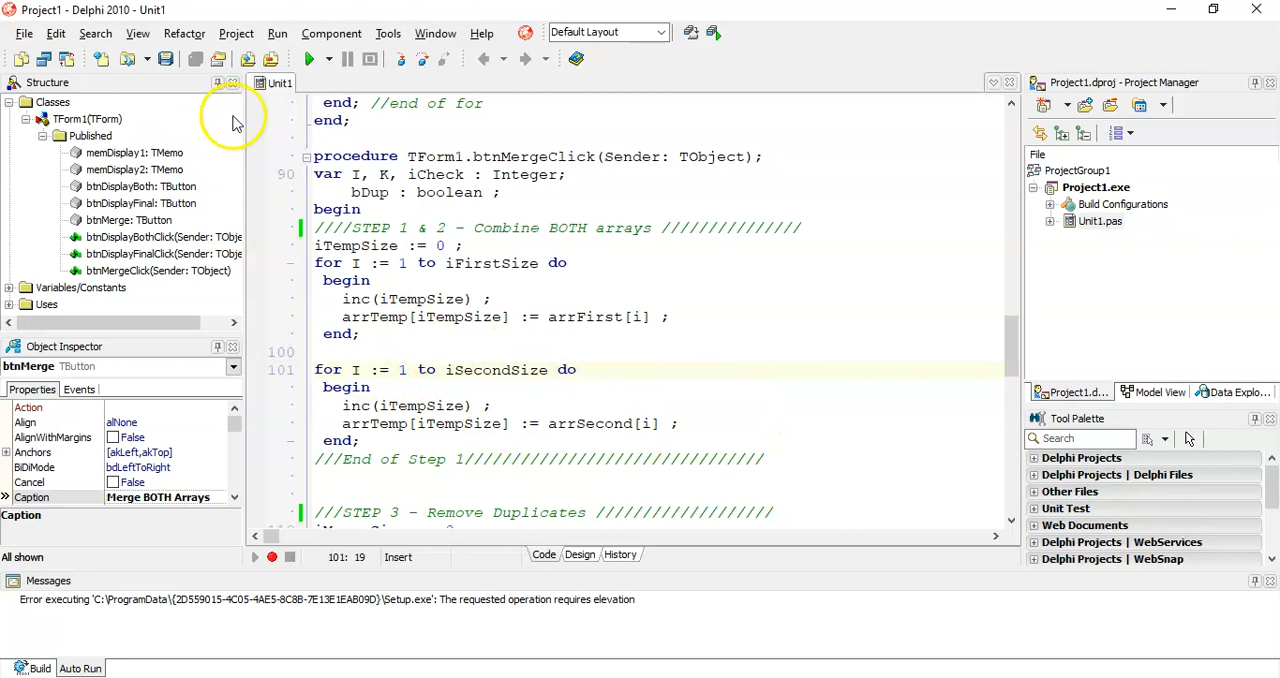 Project1 - Delphi 2010 - Unit1
File Edit Search View Refactor Project Run Component Tools Window Help Default Layout
Structure
Classes
TForm1(TForm)
Published
memDisplay1: TMemo
memDisplay2: TMemo
btnDisplayBoth: TButton
btnDisplayFinal: TButton
btnMerge: TButton
btnDisplayBothClick(Sender: TObje
btnDisplayFinalClick(Sender: TObje
btnMergeClick(Sender: TObject)
Variables/Constants
Uses
Object Inspector
btnMerge TButton
Properties Events
Action
Align alNone
AlignWithMargins False
Anchors [akLeft,akTop]
BiDiMode bdLeftToRight
Cancel False
Caption Merge BOTH Arrays
Caption
All shown
Unit1
end; //end of for
end;
procedure TForm1.btnMergeClick(Sender: TObject);
90 var I, K, iCheck : Integer;
bDup : boolean ;
begin
////STEP 1 & 2 - Combine BOTH arrays ///////////////
iTempSize := 0 ;
for I := 1 to iFirstSize do
begin
inc(iTempSize) ;
arrTemp[iTempSize] := arrFirst[i] ;
end;
100
101 for I := 1 to iSecondSize do
begin
inc(iTempSize) ;
arrTemp[iTempSize] := arrSecond[i] ;
end;
///End of Step 1////////////////////////////////
///STEP 3 - Remove Duplicates ///////////////////
101: 19 Insert Code Design History
Project1.dproj - Project Manager
File
ProjectGroup1
Project1.exe
Build Configurations
Unit1.pas
Project1.d... Model View Data Explo...
Tool Palette
Search
Delphi Projects
Delphi Projects | Delphi Files
Other Files
Unit Test
Web Documents
Delphi Projects | WebServices
Delphi Projects | WebSnap
Messages
Error executing 'C:\ProgramData\{2D559015-4C05-4AE5-8C8B-7E13E1EAB09D}\Setup.exe': The requested operation requires elevation
Build Auto Run